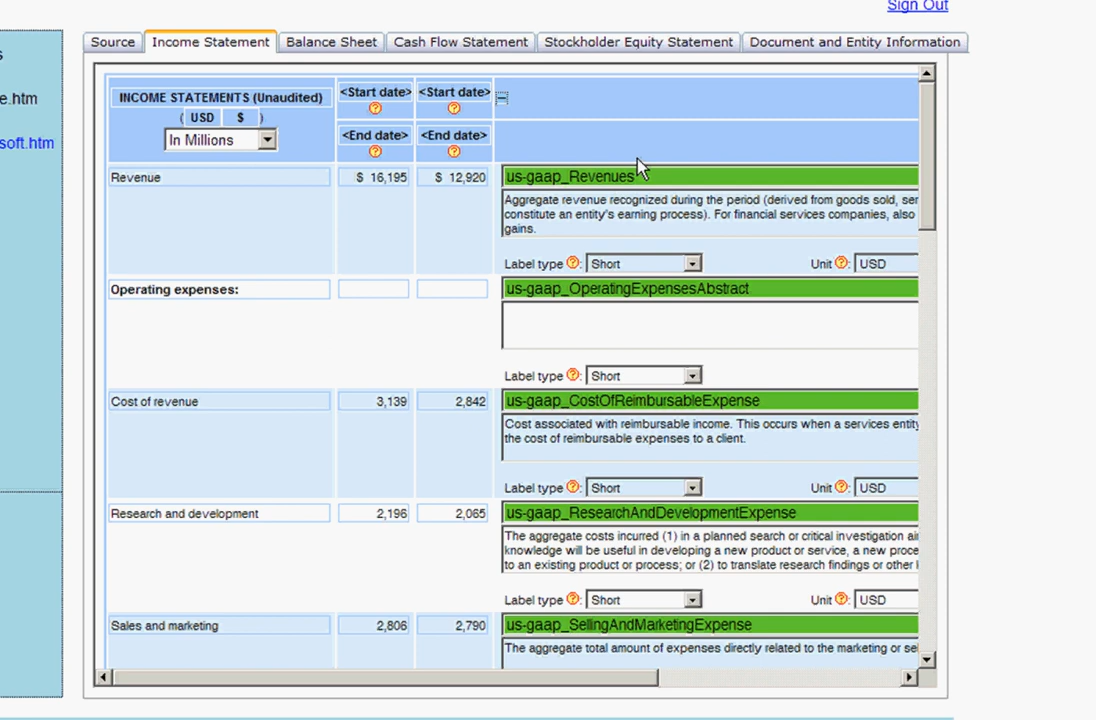 Sign Out
s
e.htm
soft.htm
Source Income Statement Balance Sheet Cash Flow Statement Stockholder Equity Statement Document and Entity Information
INCOME STATEMENTS (Unaudited) <Start date> <Start date>
( USD $ )
In Millions <End date> <End date>
Revenue $ 16,195 $ 12,920 us-gaap_Revenues
Aggregate revenue recognized during the period (derived from goods sold, ser
constitute an entity's earning process). For financial services companies, also
gains.
Label type ?: Short Unit ?: USD
Operating expenses: us-gaap_OperatingExpensesAbstract
Label type ?: Short
Cost of revenue 3,139 2,842 us-gaap_CostOfReimbursableExpense
Cost associated with reimbursable income. This occurs when a services entity
the cost of reimbursable expenses to a client.
Label type ?: Short Unit ?: USD
Research and development 2,196 2,065 us-gaap_ResearchAndDevelopmentExpense
The aggregate costs incurred (1) in a planned search or critical investigation ai
knowledge will be useful in developing a new product or service, a new proce
to an existing product or process; or (2) to translate research findings or other
Label type ?: Short Unit ?: USD
Sales and marketing 2,806 2,790 us-gaap_SellingAndMarketingExpense
The aggregate total amount of expenses directly related to the marketing or se